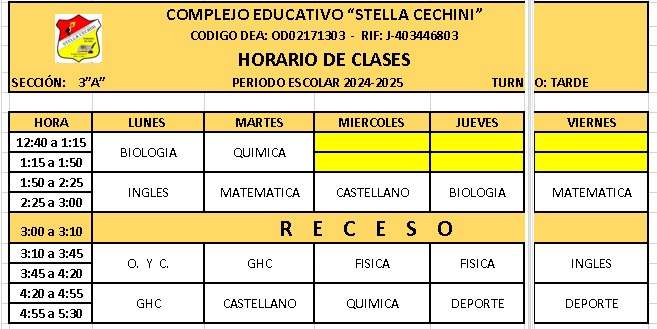 STELLA CECHINI
COMPLEJO EDUCATIVO “STELLA CECHINI”
CODIGO DEA: OD02171303 - RIF: J-403446803
HORARIO DE CLASES
SECCIÓN: 3”A” PERIODO ESCOLAR 2024-2025 TURNO: TARDE
HORA LUNES MARTES MIERCOLES JUEVES VIERNES
12:40 a 1:15
BIOLOGIA QUIMICA
1:15 a 1:50
1:50 a 2:25
INGLES MATEMATICA CASTELLANO BIOLOGIA MATEMATICA
2:25 a 3:00
3:00 a 3:10 R E C E S O
3:10 a 3:45
O. Y C. GHC FISICA FISICA INGLES
3:45 a 4:20
4:20 a 4:55
GHC CASTELLANO QUIMICA DEPORTE DEPORTE
4:55 a 5:30